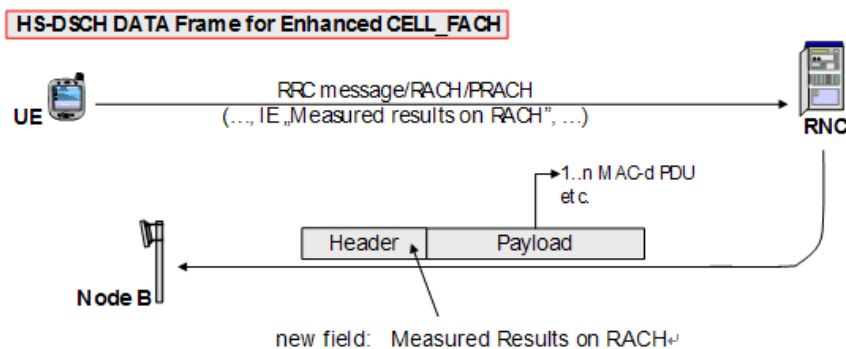 HS-DSCH DATA Frame for Enhanced CELL_FACH
RRC message/RACH/PRACH
UE
(..., IE „Measured results on RACH”, ...)
RNC
1..n MAC-d PDU
etc.
Header
Payload
Node B
new field: Measured Results on RACH↵